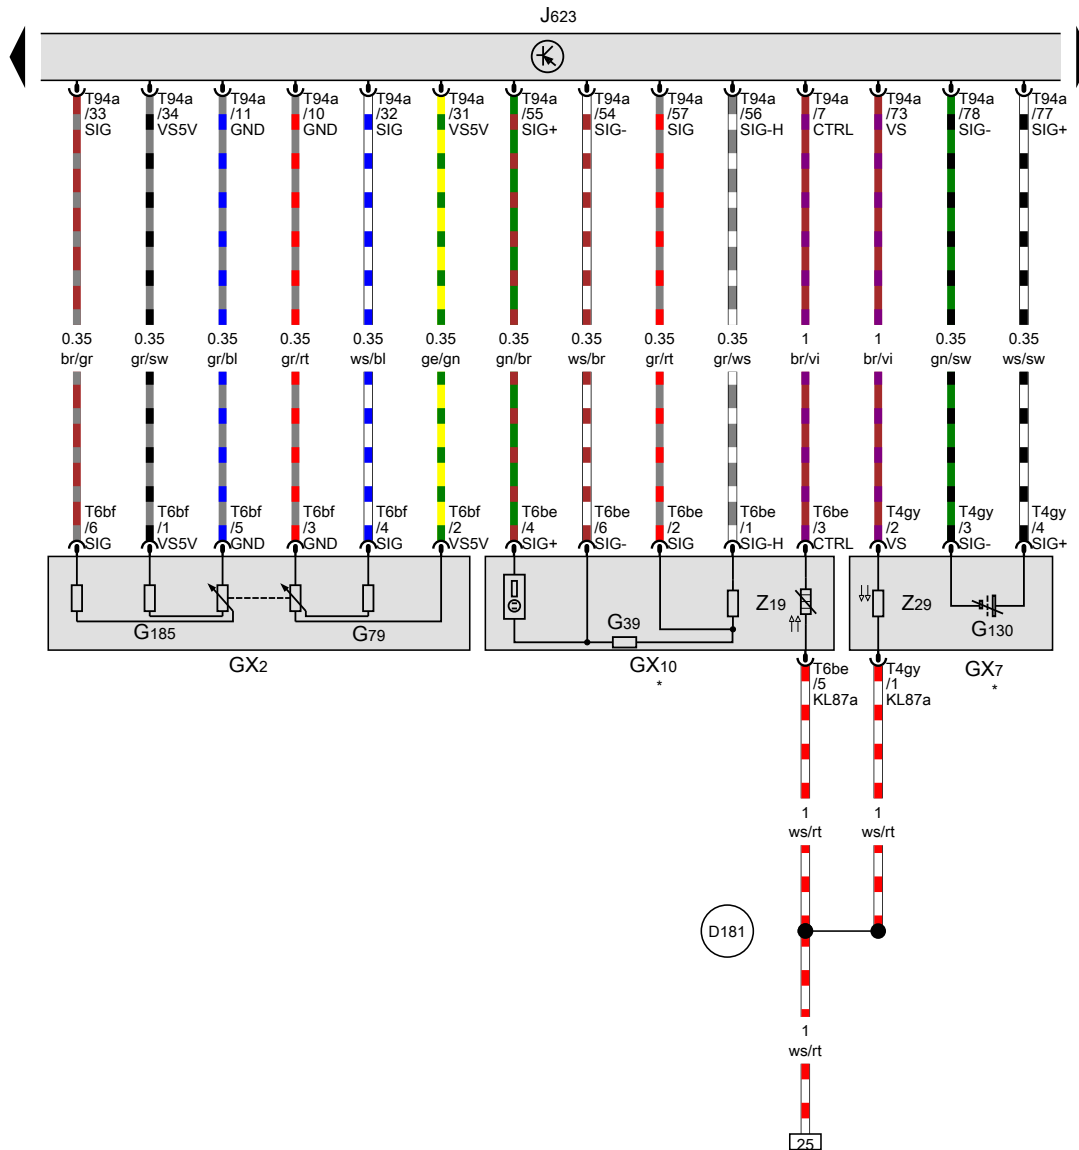 J623
T94a T94a T94a T94a T94a T94a T94a T94a T94a T94a T94a T94a T94a T94a
/33 /34 /11 /10 /32 /31 /55 /54 /57 /56 /7 /73 /78 /77
SIG VS5V GND GND SIG VS5V SIG+ SIG- SIG SIG-H CTRL VS SIG- SIG+
0.35 0.35 0.35 0.35 0.35 0.35 0.35 0.35 0.35 0.35 1 1 0.35 0.35
br/gr gr/sw gr/bl gr/rt ws/bl ge/gn gn/br ws/br gr/rt gr/ws br/vi br/vi gn/sw ws/sw
T6bf T6bf T6bf T6bf T6bf T6bf T6be T6be T6be T6be T6be T4gy T4gy T4gy
/6 /1 /5 /3 /4 /2 /4 /6 /2 /1 /3 /2 /3 /4
SIG VS5V GND GND SIG VS5V SIG+ SIG- SIG SIG-H CTRL VS SIG- SIG+
Z19 Z29
G185 G79 G39 G130
GX2 GX10 GX7
* *
T6be T4gy
/5 /1
KL87a KL87a
1 1
ws/rt ws/rt
D181
1
ws/rt
25